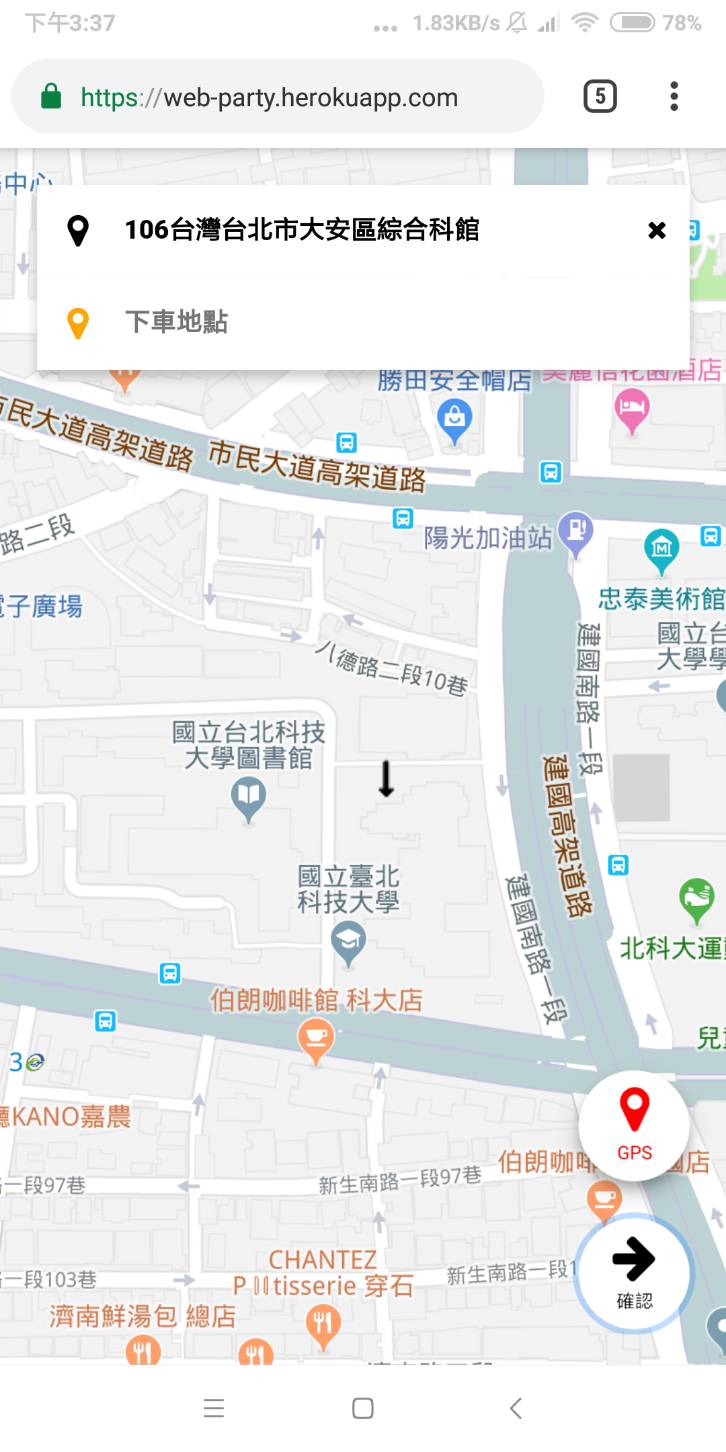 下午3:37
... 1.83KB/s 78%
https://web-party.herokuapp.com
5
中心
106台灣台北市大安區綜合科館
下車地點
勝田安全帽店
市民大道高架道路
市民大道高架道路
陽光加油站
路二段
忠泰美術館
子廣場
國立台
大學學
八德路二段10巷
建國南路一段
國立台北科技
大學圖書館
建國高架道路
國立臺北
科技大學
建國南路一段
北科大運
伯朗咖啡館 科大店
3
KANO嘉農
GPS
伯朗咖啡
店
一段97巷
新生南路一段97巷
CHANTEZ
P tisserie 穿石
一段103巷
新生南路一段1
確認
濟南鮮湯包 總店